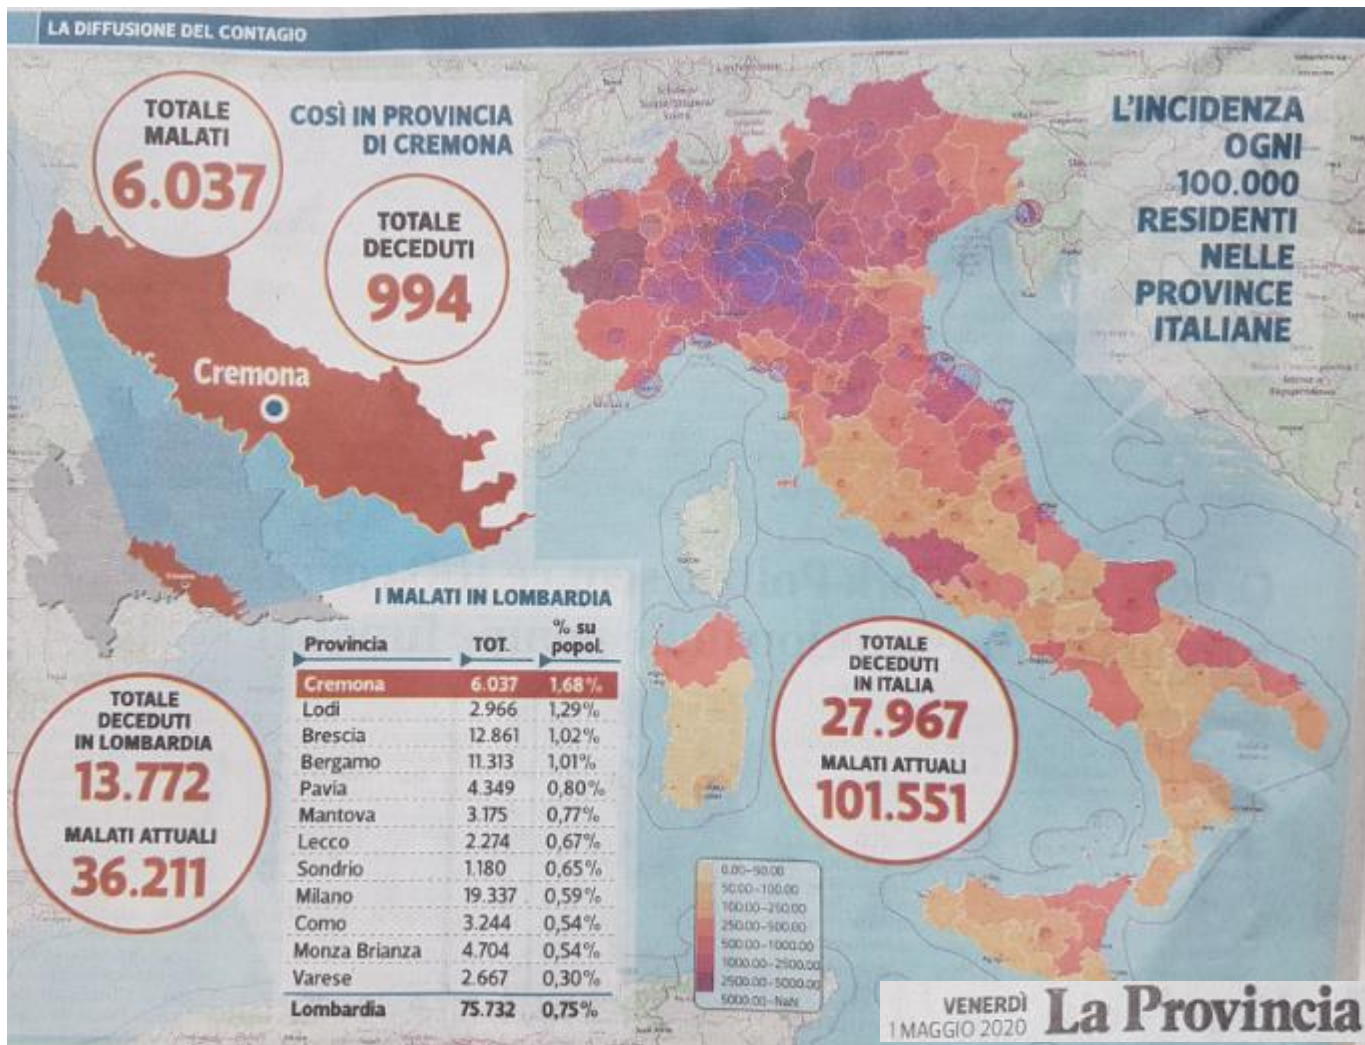 LA DIFFUSIONE DEL CONTAGIO
TOTALE
MALATI
6.037
COSÌ IN PROVINCIA
DI CREMONA
TOTALE
DECEDUTI
994
Cremona
L'INCIDENZA
OGNI
100.000
RESIDENTI
NELLE
PROVINCE
ITALIANE
I MALATI IN LOMBARDIA
Provincia TOT. % su
popol.
Cremona 6.037 1,68%
Lodi 2.966 1,29%
Brescia 12.861 1,02%
Bergamo 11.313 1,01%
Pavia 4.349 0,80%
Mantova 3.175 0,77%
Lecco 2.274 0,67%
Sondrio 1.180 0,65%
Milano 19.337 0,59%
Como 3.244 0,54%
Monza Brianza 4.704 0,54%
Varese 2.667 0,30%
Lombardia 75.732 0,75%
TOTALE
DECEDUTI
IN LOMBARDIA
13.772
MALATI ATTUALI
36.211
TOTALE
DECEDUTI
IN ITALIA
27.967
MALATI ATTUALI
101.551
0.00-50.00
50.00-100.00
100.00-250.00
250.00-500.00
500.00-1000.00
1000.00-2500.00
2500.00-5000.00
5000.00-NaN
VENERDÌ
1 MAGGIO 2020
La Provincia